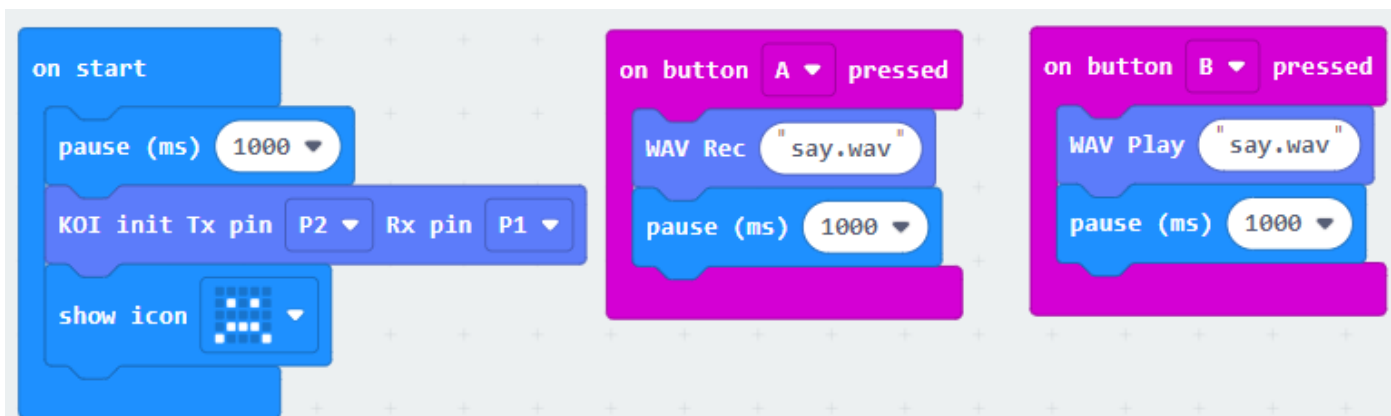 on start
pause (ms) 1000
KOI init Tx pin P2 Rx pin P1
show icon
on button A pressed
WAV Rec "say.wav"
pause (ms) 1000
on button B pressed
WAV Play "say.wav"
pause (ms) 1000